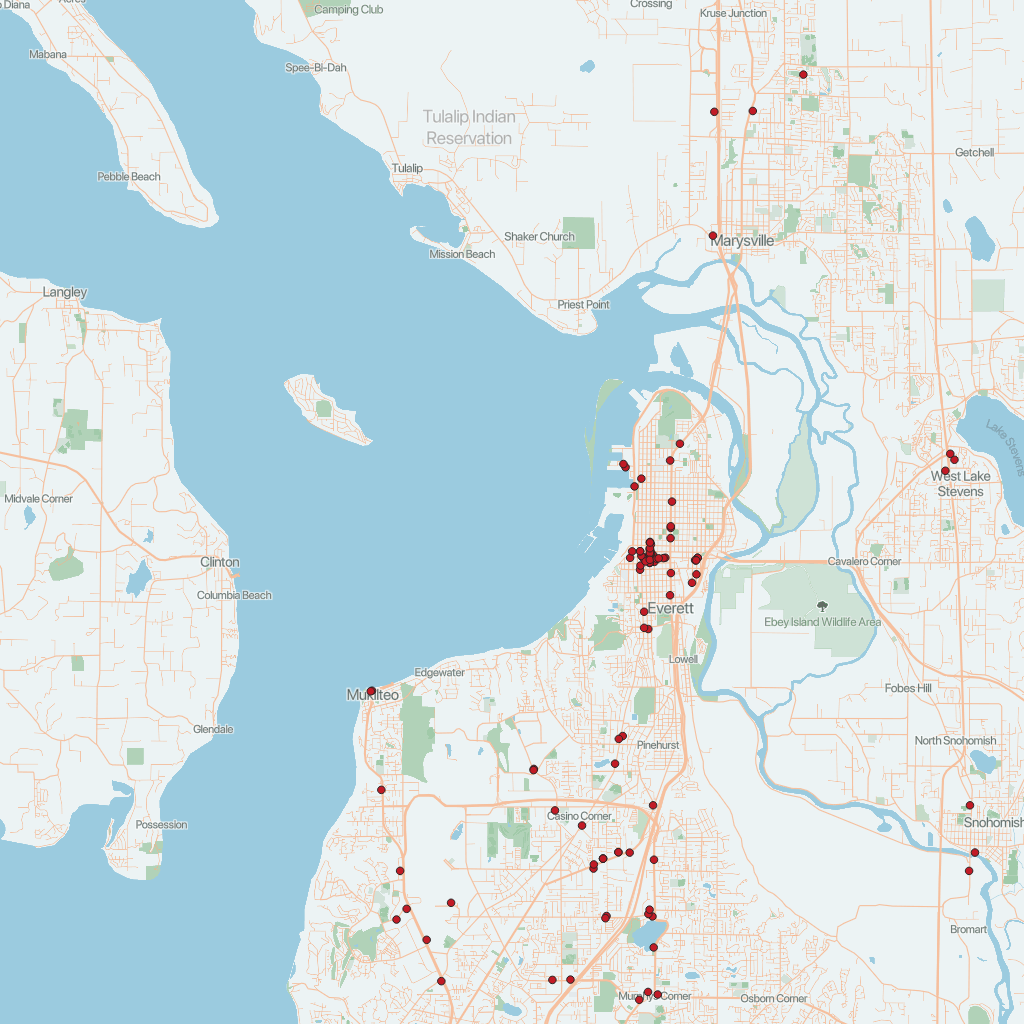 Crossing
Diana
Acres
Camping Club
Kruse Junction
Mabana
Spee-Bi-Dah
Tulalip Indian
Reservation
Getchell
Tulalip
Pebble Beach
Shaker Church
Marysville
Mission Beach
Langley
Priest Point
Lake Stevens
West Lake
Stevens
Midvale Corner
Clinton
Cavalero Corner
Columbia Beach
Everett
Ebey Island Wildlife Area
Lowell
Edgewater
Mukilteo
Fobes Hill
Glendale
Pinehurst
North Snohomish
Casino Corner
Possession
Snohomish
Bromart
Murphys Corner
Osborn Corner